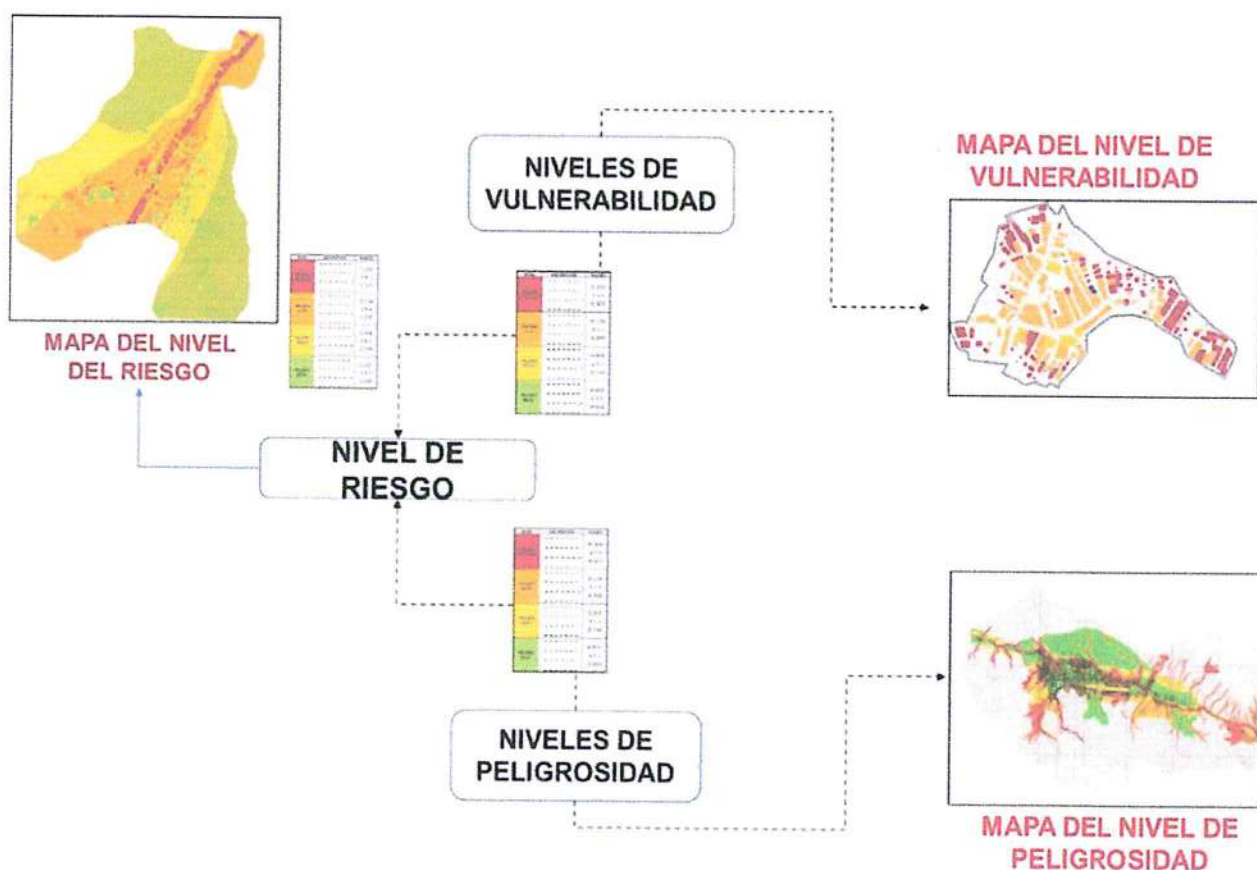 NIVELES DE
VULNERABILIDAD
MAPA DEL NIVEL DE
VULNERABILIDAD
MAPA DEL NIVEL
DEL RIESGO
NIVEL DE
RIESGO
NIVELES DE
PELIGROSIDAD
MAPA DEL NIVEL DE
PELIGROSIDAD